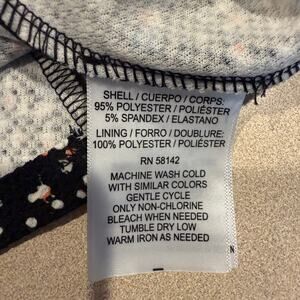 SHELL / CUERPO / CORPS:
95% POLYESTER / POLIÉSTER
5% SPANDEX / ELASTANO
LINING / FORRO / DOUBLURE:
100% POLYESTER / POLIÉSTER
RN 58142
MACHINE WASH COLD
WITH SIMILAR COLORS
GENTLE CYCLE
ONLY NON-CHLORINE
BLEACH WHEN NEEDED
TUMBLE DRY LOW
WARM IRON AS NEEDED
N